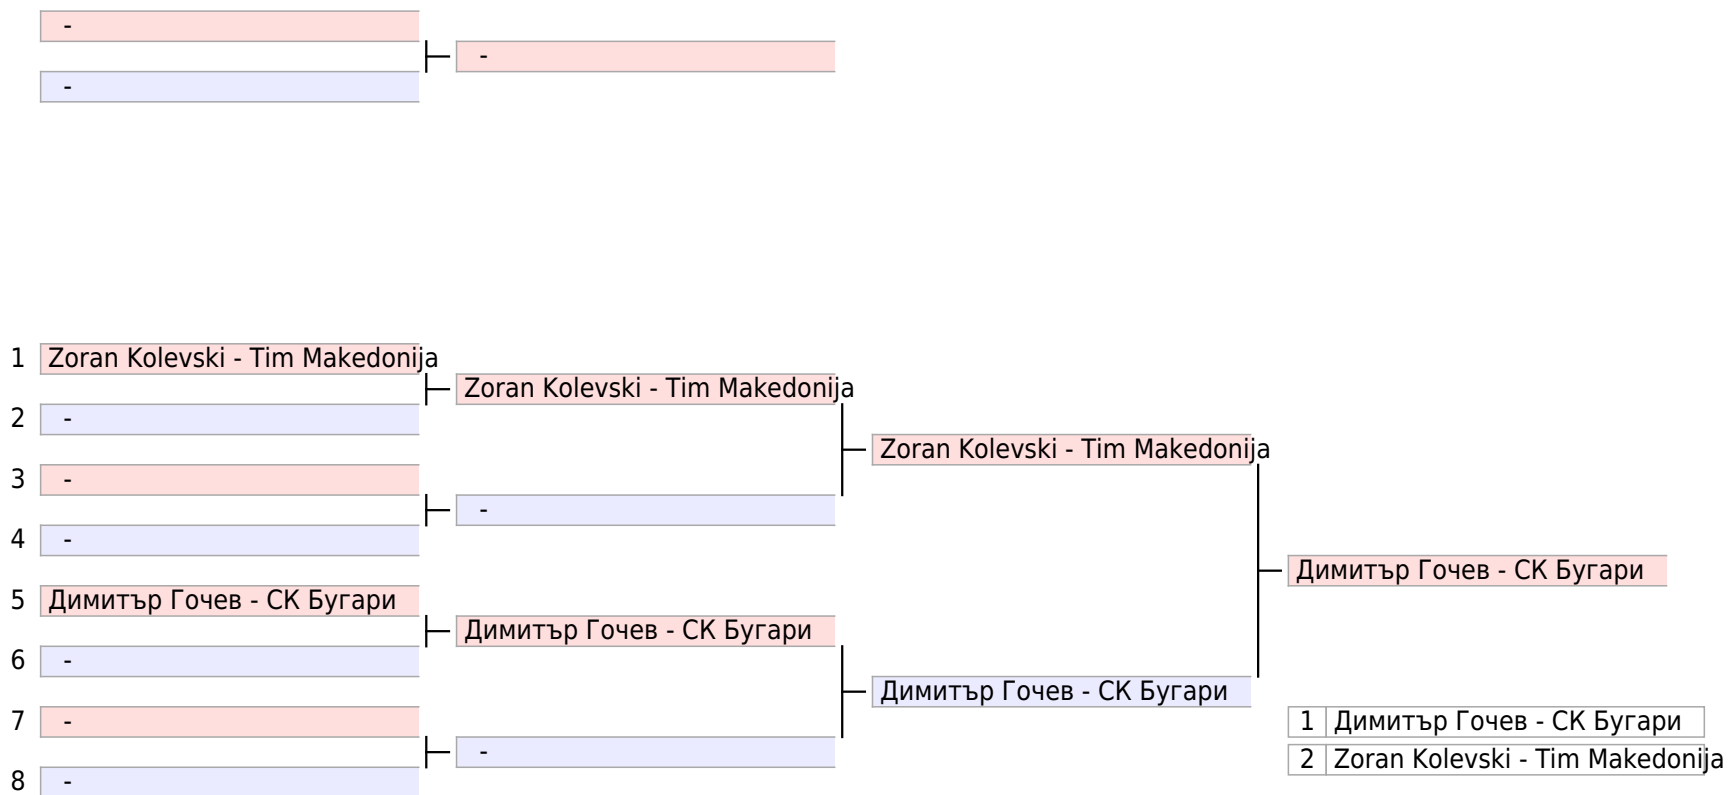 -
-
-
1 Zoran Kolevski - Tim Makedonija
Zoran Kolevski - Tim Makedonija
2 -
Zoran Kolevski - Tim Makedonija
3 -
-
4 -
Димитър Гочев - СК Бугари
5 Димитър Гочев - СК Бугари
Димитър Гочев - СК Бугари
6 -
Димитър Гочев - СК Бугари
7 -
1 Димитър Гочев - СК Бугари
-
2 Zoran Kolevski - Tim Makedonija
8 -